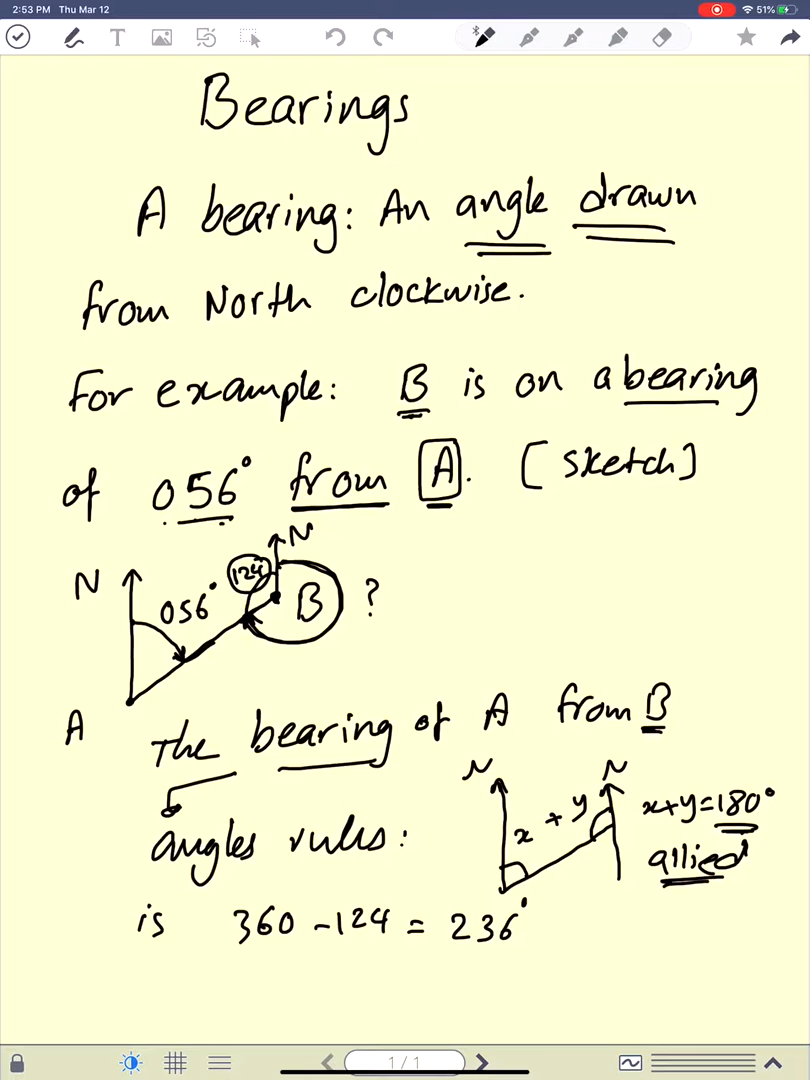 2:53 PM Thu Mar 12 51%
T
Bearings
A bearing: An angle drawn
from North clockwise.
For example: B is on a bearing
of 056° from A. [sketch]
N 056° 124 N B ?
A The bearing of A from B
angles rules: N x + y N x+y=180°
allied
is 360 - 124 = 236°
1 / 1